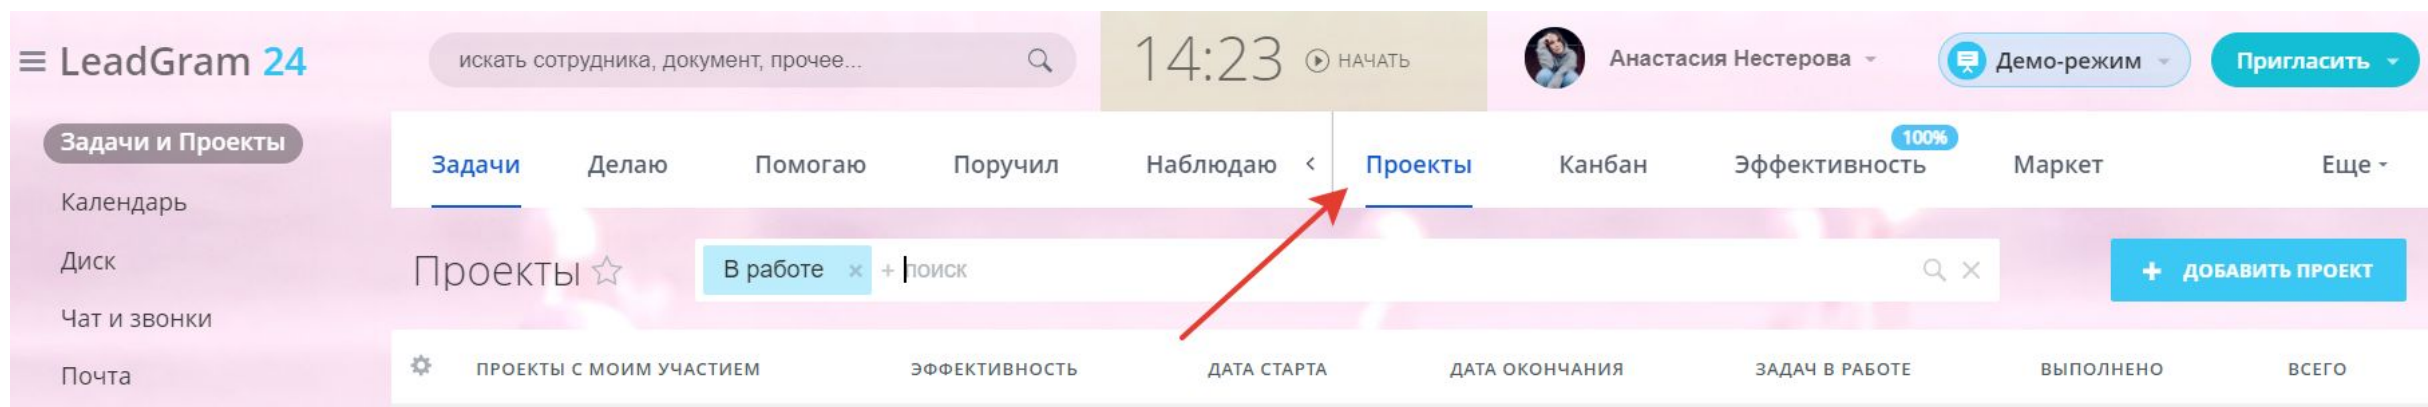 LeadGram 24
искать сотрудника, документ, прочее...
14:23 НАЧАТЬ
Анастасия Нестерова
Демо-режим
Пригласить
Задачи и Проекты
Календарь
Диск
Чат и звонки
Почта
Задачи Делаю Помогаю Поручил Наблюдаю < Проекты Канбан Эффективность 100% Маркет Еще
Проекты
В работе × + поиск
+ ДОБАВИТЬ ПРОЕКТ
ПРОЕКТЫ С МОИМ УЧАСТИЕМ ЭФФЕКТИВНОСТЬ ДАТА СТАРТА ДАТА ОКОНЧАНИЯ ЗАДАЧ В РАБОТЕ ВЫПОЛНЕНО ВСЕГО